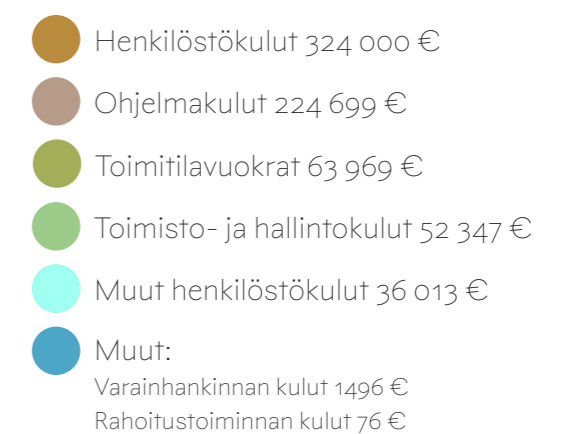 Henkilöstökulut 324 000 €
Ohjelmakulut 224 699 €
Toimitilavuokrat 63 969 €
Toimisto- ja hallintokulut 52 347 €
Muut henkilöstökulut 36 013 €
Muut:
Varainhankinnan kulut 1496 €
Rahoitustoiminnan kulut 76 €